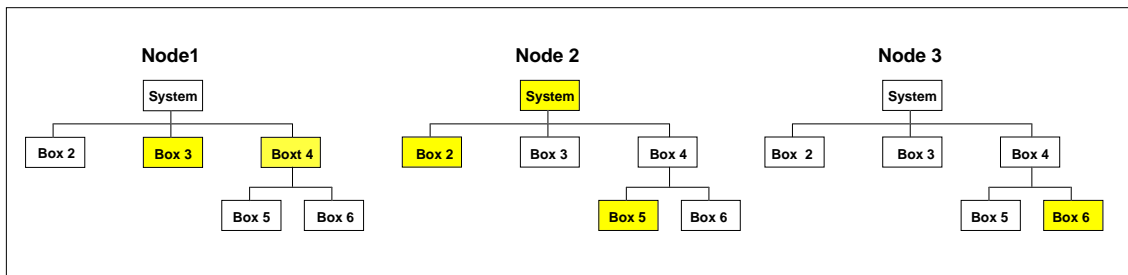 Node1 Node 2 Node 3
System System System
Box 2 Box 3 Boxt 4 Box 2 Box 3 Box 4 Box 2 Box 3 Box 4
Box 5 Box 6 Box 5 Box 6 Box 5 Box 6